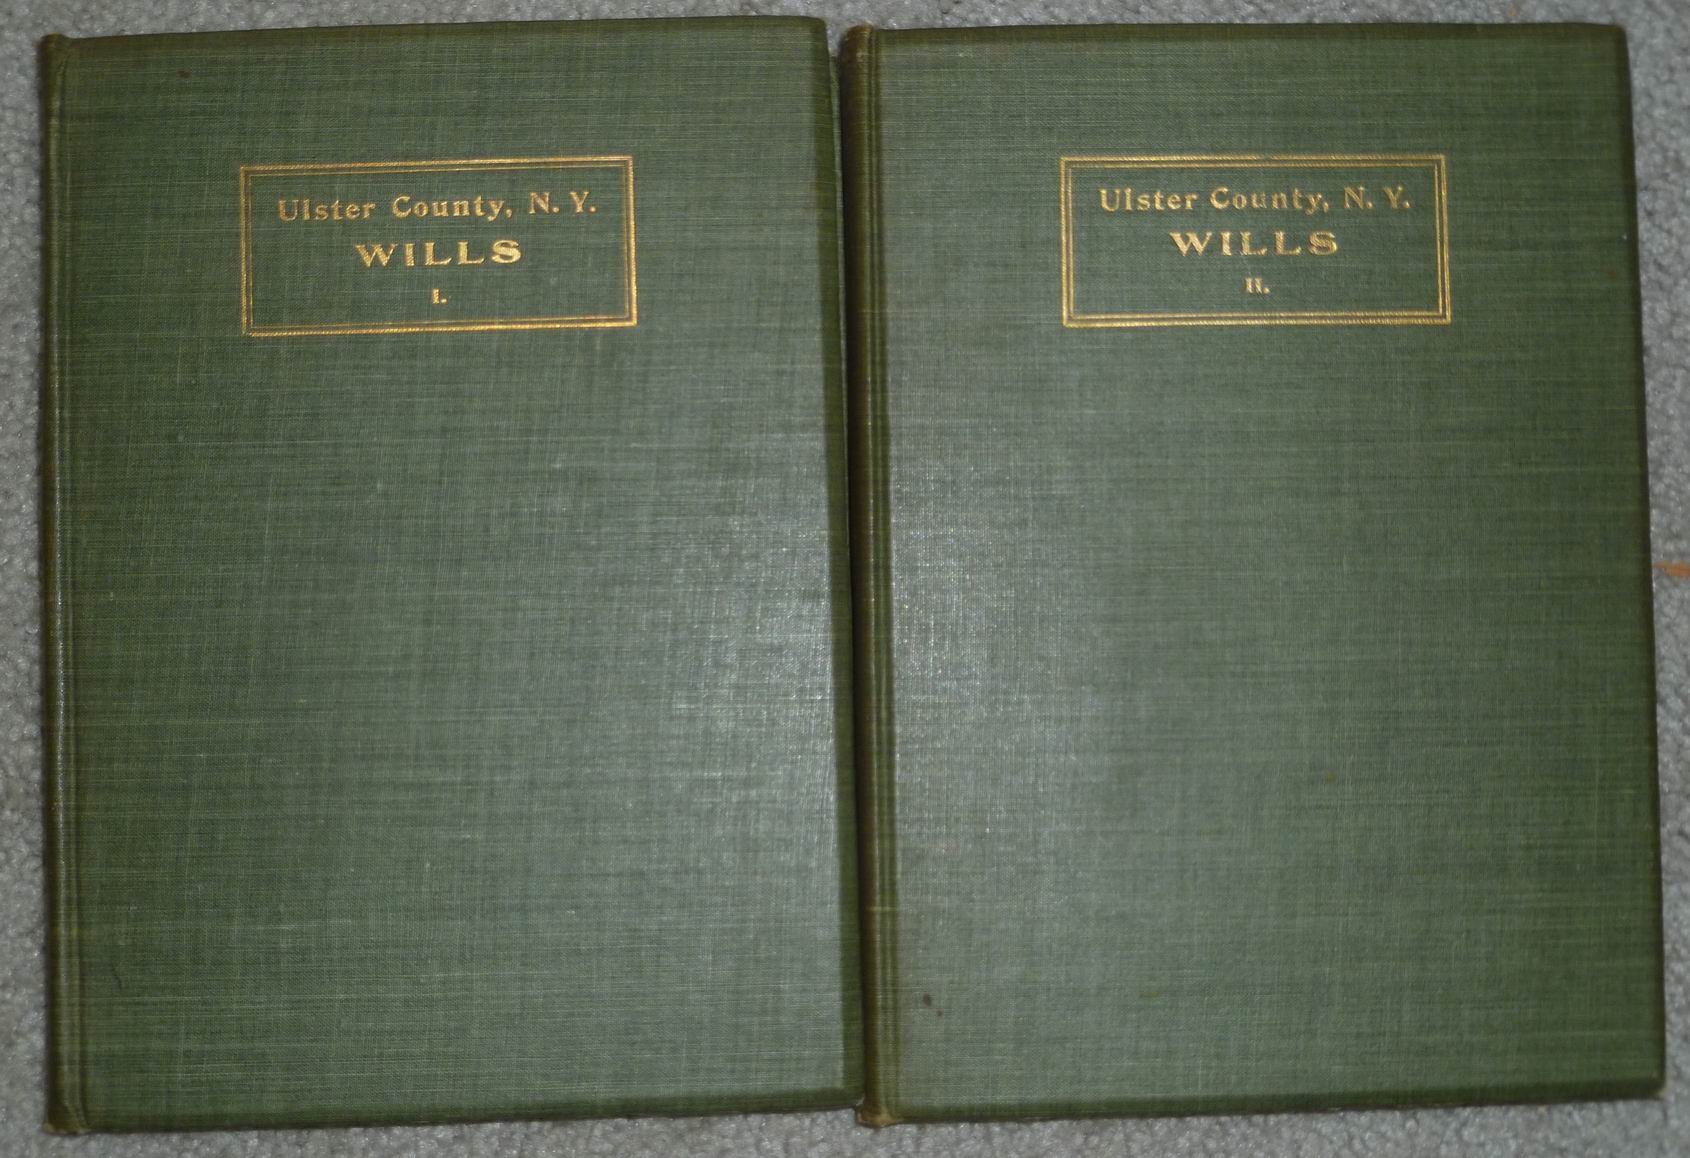 Ulster County, N. Y.
WILLS
I.
Ulster County, N. Y.
WILLS
II.